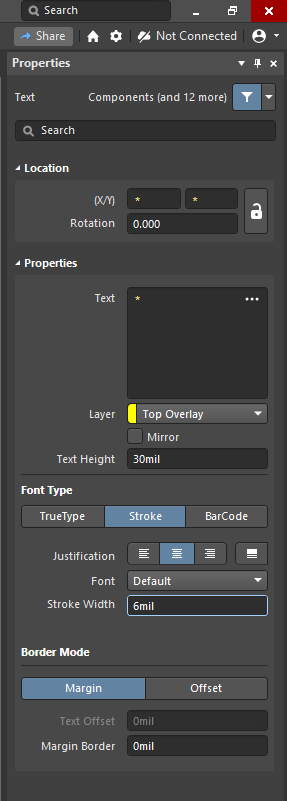 Search
Share
Not Connected
Properties
Text
Components (and 12 more)
Search
Location
(X/Y)
*
*
Rotation
0.000
Properties
Text
*
Layer
Top Overlay
Mirror
Text Height
30mil
Font Type
TrueType
Stroke
BarCode
Justification
Font
Default
Stroke Width
6mil
Border Mode
Margin
Offset
Text Offset
0mil
Margin Border
0mil